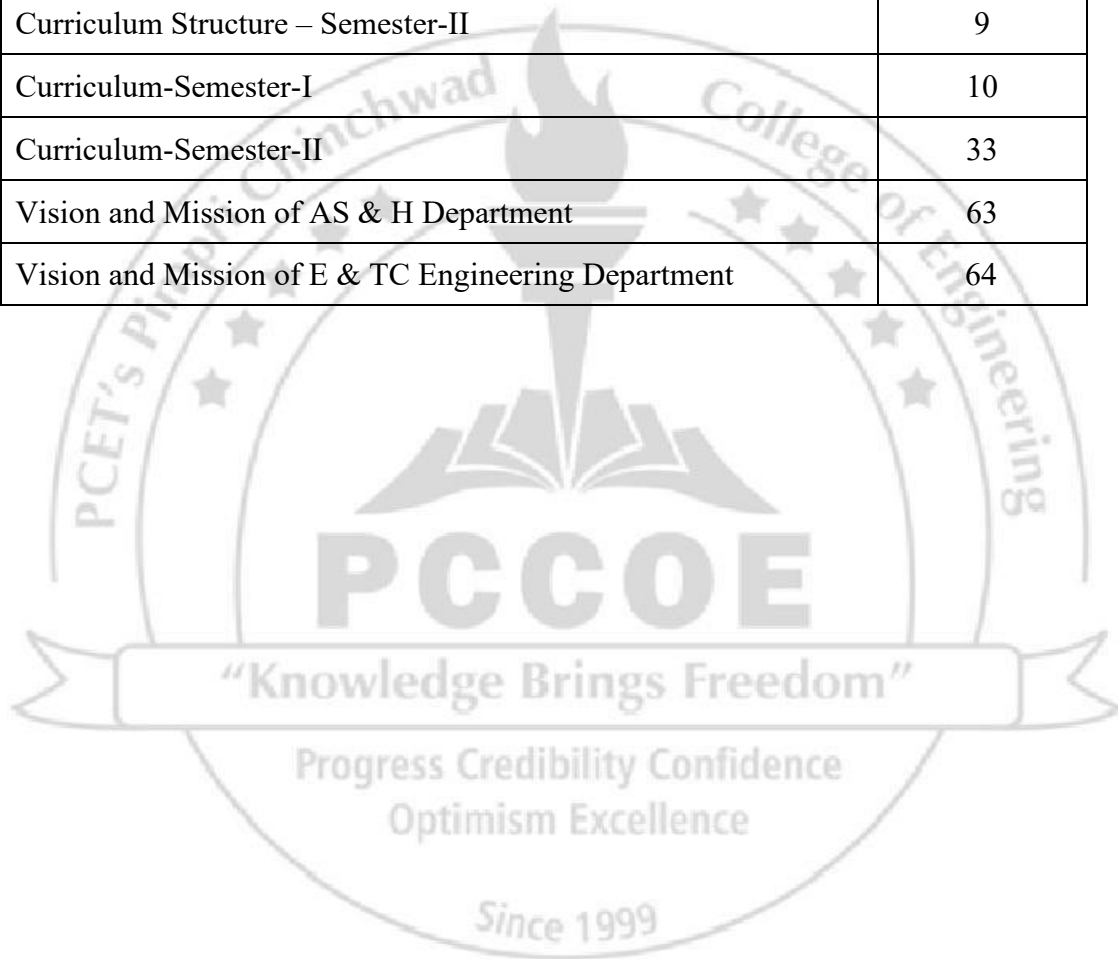 Curriculum Structure – Semester-II 9
Curriculum-Semester-I 10
Curriculum-Semester-II 33
Vision and Mission of AS & H Department 63
Vision and Mission of E & TC Engineering Department 64
PCET's Pimpri Chinchwad College of Engineering
PCCOE
“Knowledge Brings Freedom”
Progress Credibility Confidence
Optimism Excellence
Since 1999